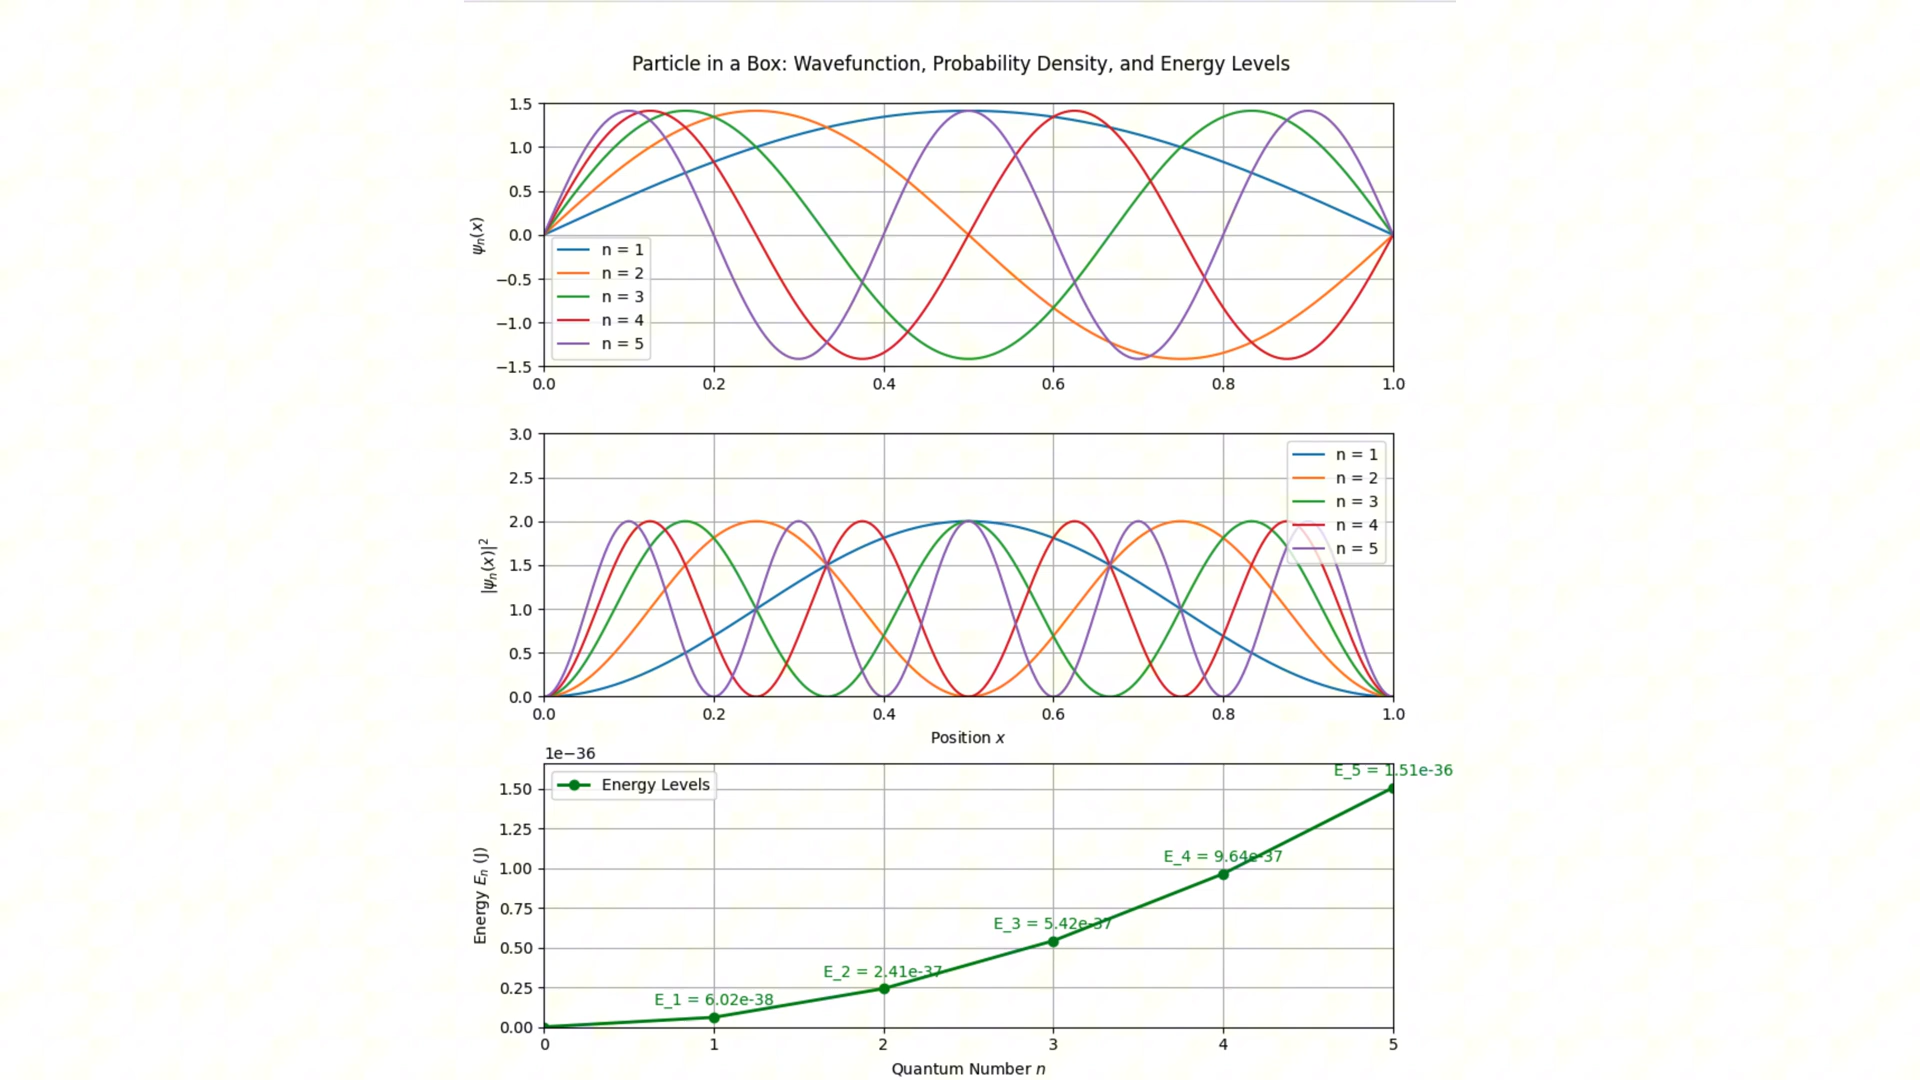 Particle in a Box: Wavefunction, Probability Density, and Energy Levels
1.5
1.0
0.5
0.0
−0.5
−1.0
−1.5
ψn(x)
n = 1
n = 2
n = 3
n = 4
n = 5
0.0 0.2 0.4 0.6 0.8 1.0
3.0
2.5
2.0
1.5
1.0
0.5
0.0
|ψn(x)|²
n = 1
n = 2
n = 3
n = 4
n = 5
0.0 0.2 0.4 0.6 0.8 1.0
Position x
1e−36
1.50
1.25
1.00
0.75
0.50
0.25
0.00
Energy En (J)
Energy Levels
E_5 = 1.51e-36
E_4 = 9.64e-37
E_3 = 5.42e-37
E_2 = 2.41e-37
E_1 = 6.02e-38
0 1 2 3 4 5
Quantum Number n